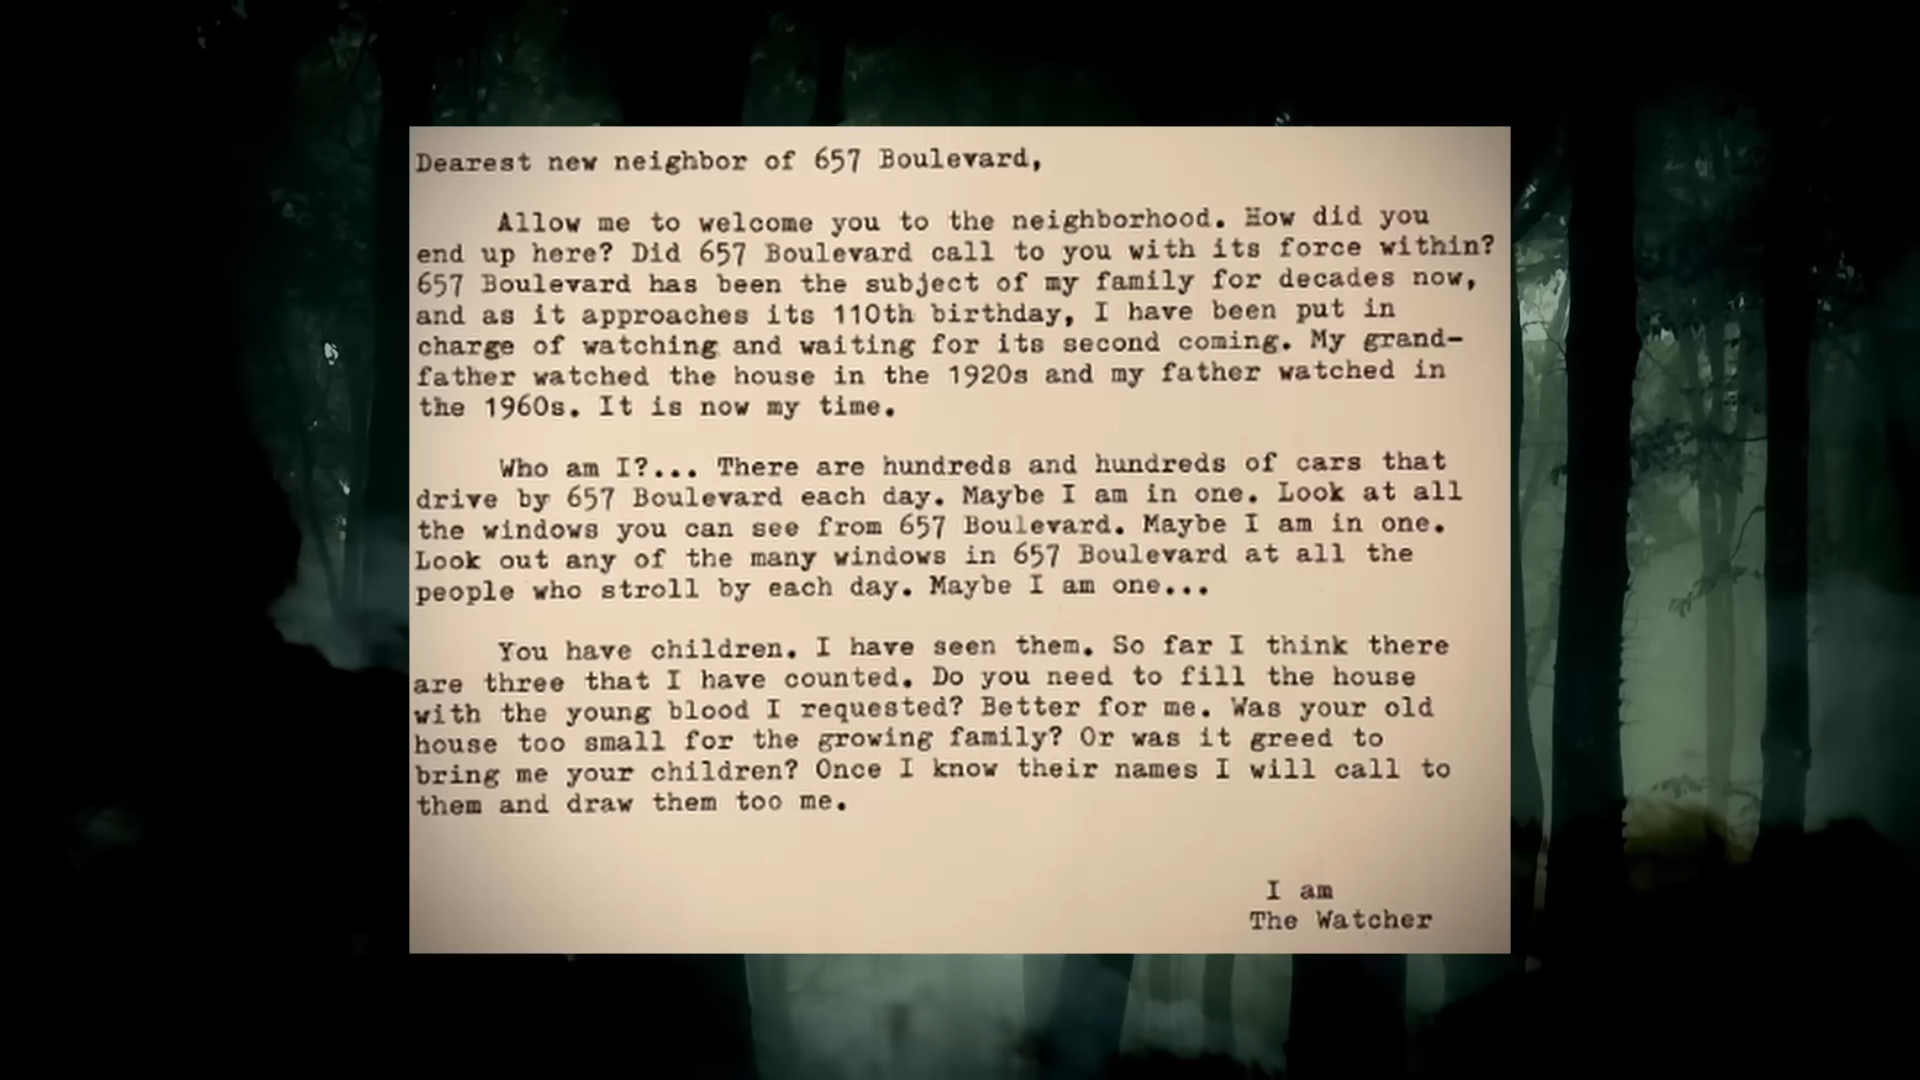 Dearest new neighbor of 657 Boulevard,
Allow me to welcome you to the neighborhood. How did you
end up here? Did 657 Boulevard call to you with its force within?
657 Boulevard has been the subject of my family for decades now,
and as it approaches its 110th birthday, I have been put in
charge of watching and waiting for its second coming. My grand-
father watched the house in the 1920s and my father watched in
the 1960s. It is now my time.
Who am I?... There are hundreds and hundreds of cars that
drive by 657 Boulevard each day. Maybe I am in one. Look at all
the windows you can see from 657 Boulevard. Maybe I am in one.
Look out any of the many windows in 657 Boulevard at all the
people who stroll by each day. Maybe I am one...
You have children. I have seen them. So far I think there
are three that I have counted. Do you need to fill the house
with the young blood I requested? Better for me. Was your old
house too small for the growing family? Or was it greed to
bring me your children? Once I know their names I will call to
them and draw them too me.
I am
The Watcher